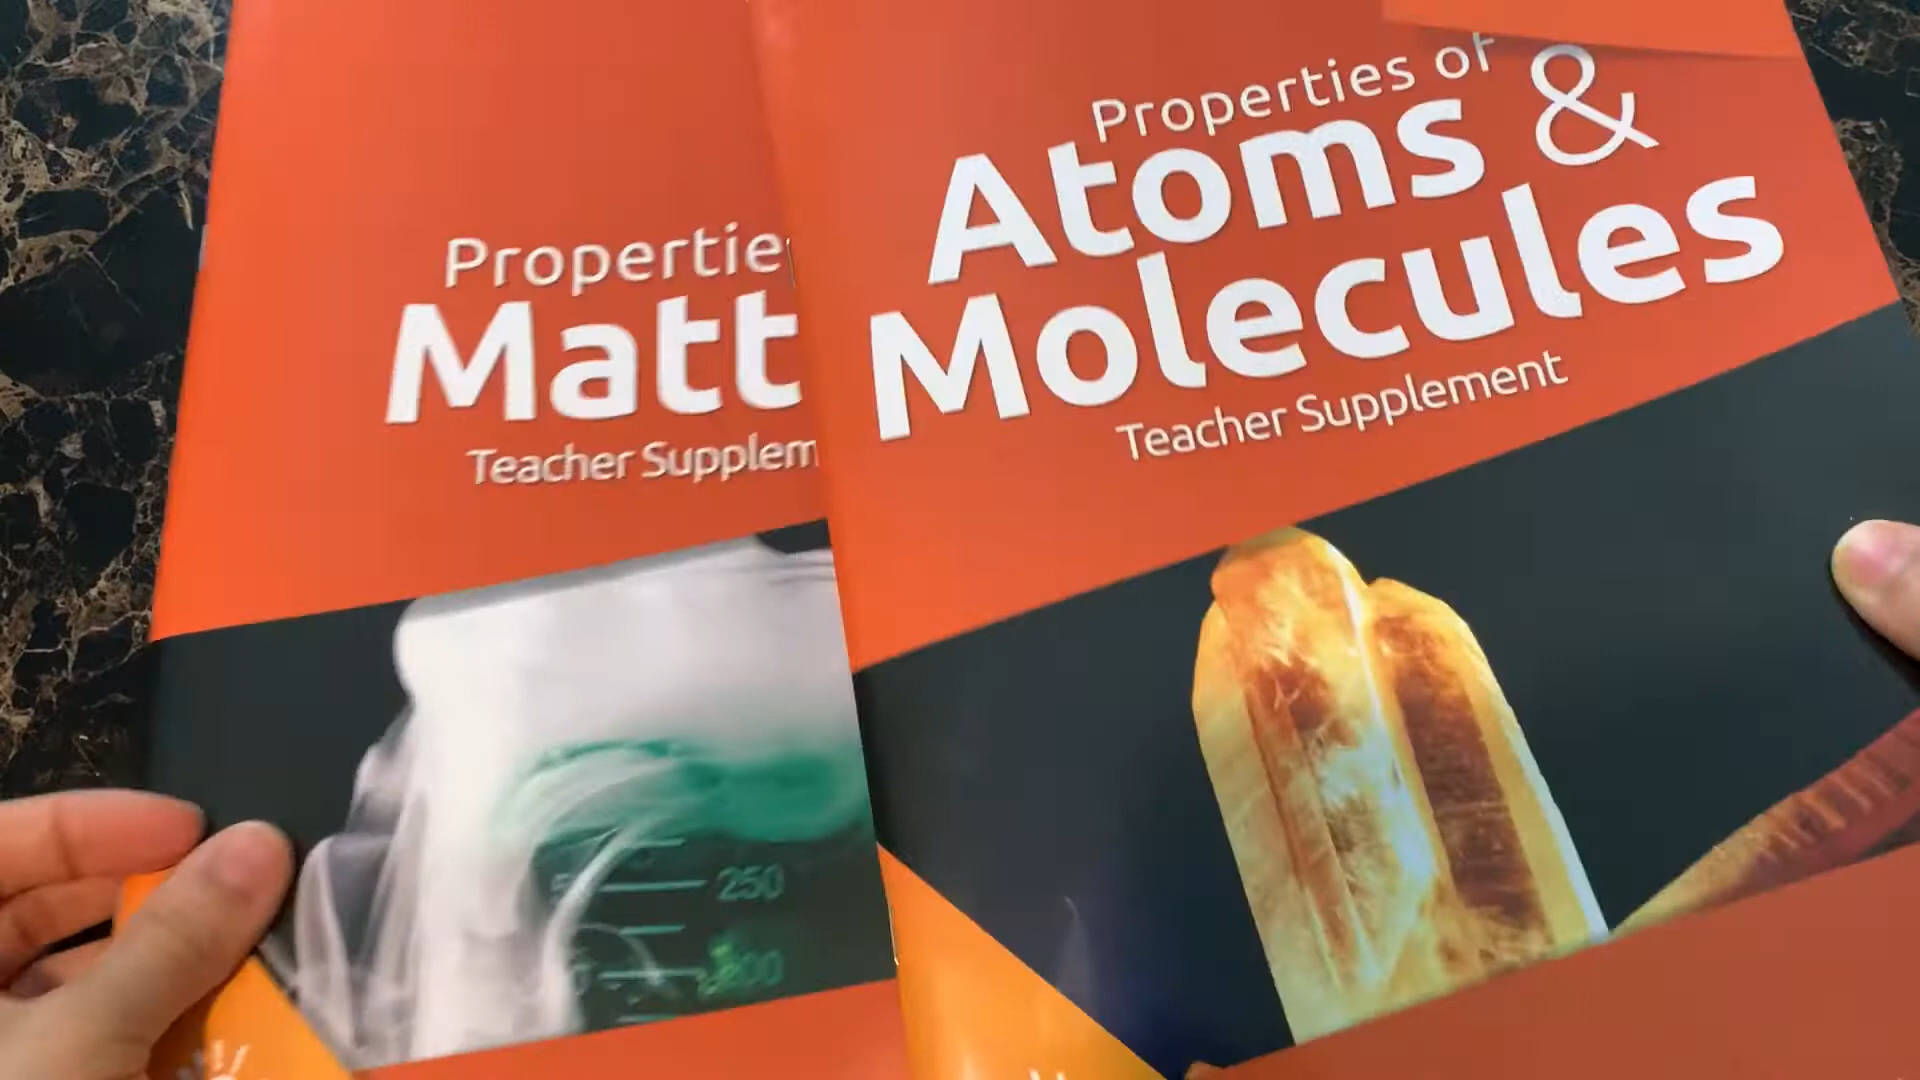 Propertie
Matt
Teacher Supplem
250
Properties of
Atoms &
Molecules
Teacher Supplement